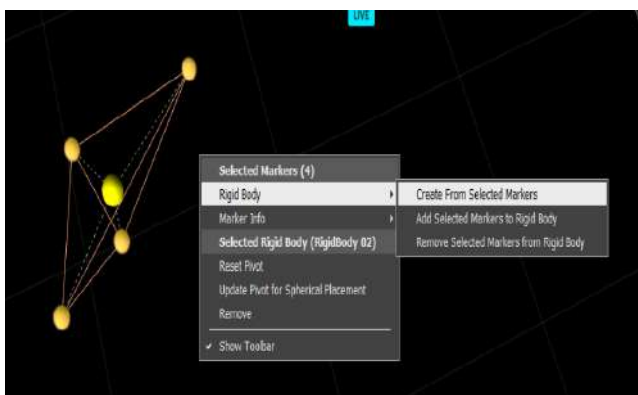 LIVE
Selected Markers (4)
Rigid Body
Create From Selected Markers
Marker Info
Add Selected Markers to Rigid Body
Selected Rigid Body (RigidBody 02)
Remove Selected Markers from Rigid Body
Reset Pivot
Update Pivot for Spherical Placement
Remove
Show Toolbar